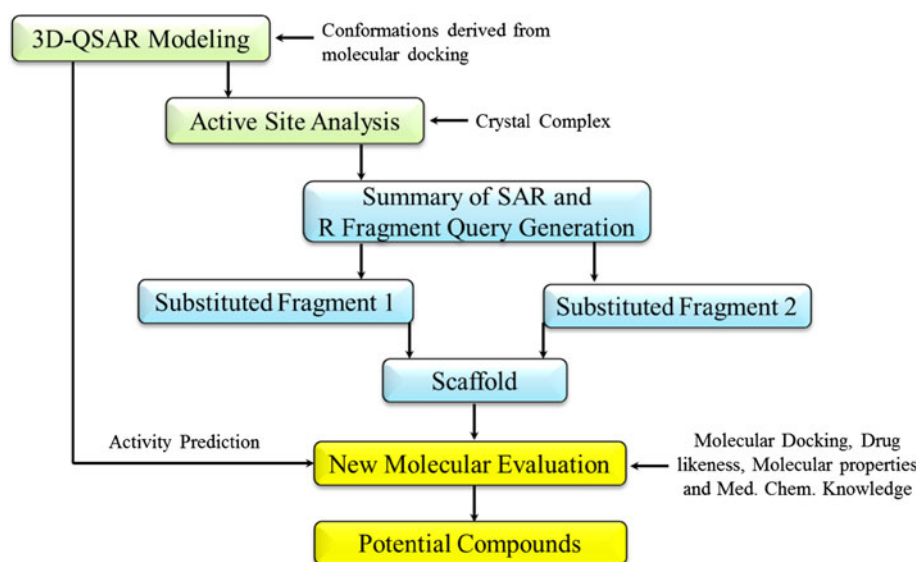 3D-QSAR Modeling
Conformations derived from
molecular docking
Active Site Analysis
Crystal Complex
Summary of SAR and
R Fragment Query Generation
Substituted Fragment 1
Substituted Fragment 2
Scaffold
Activity Prediction
New Molecular Evaluation
Molecular Docking, Drug
likeness, Molecular properties
and Med. Chem. Knowledge
Potential Compounds